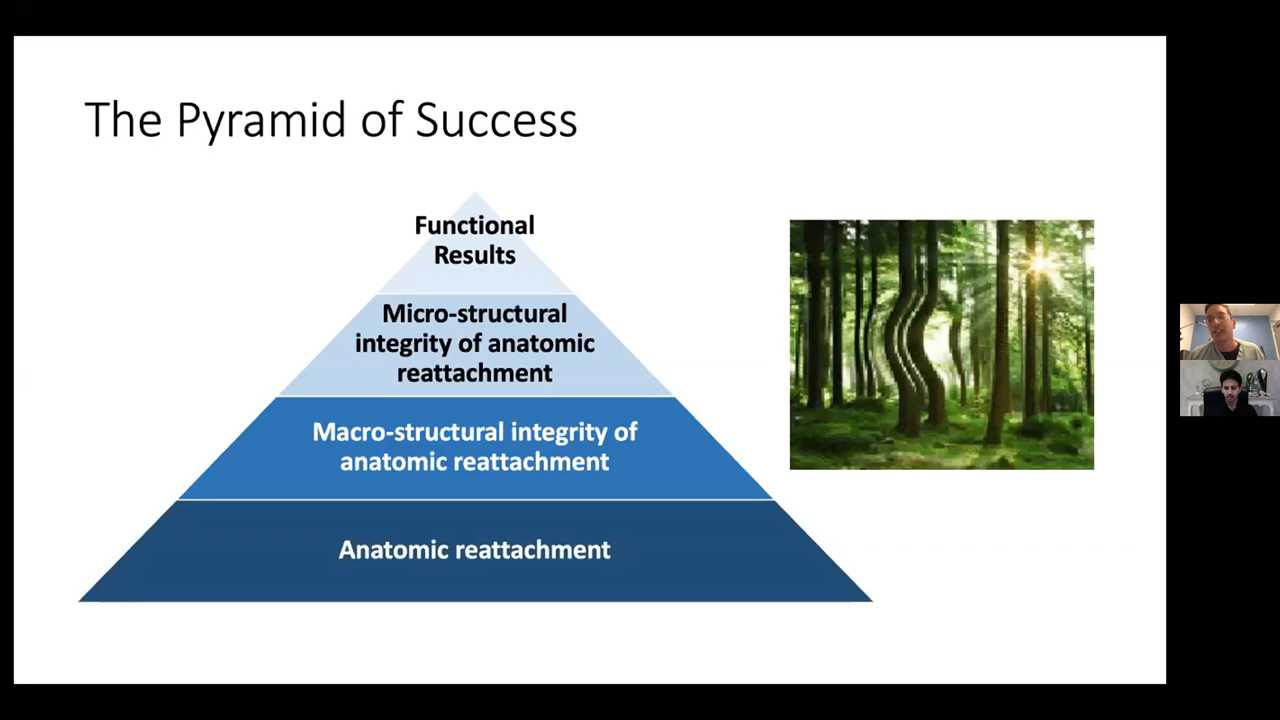 The Pyramid of Success
Functional
Results
Micro-structural
integrity of anatomic
reattachment
Macro-structural integrity of
anatomic reattachment
Anatomic reattachment